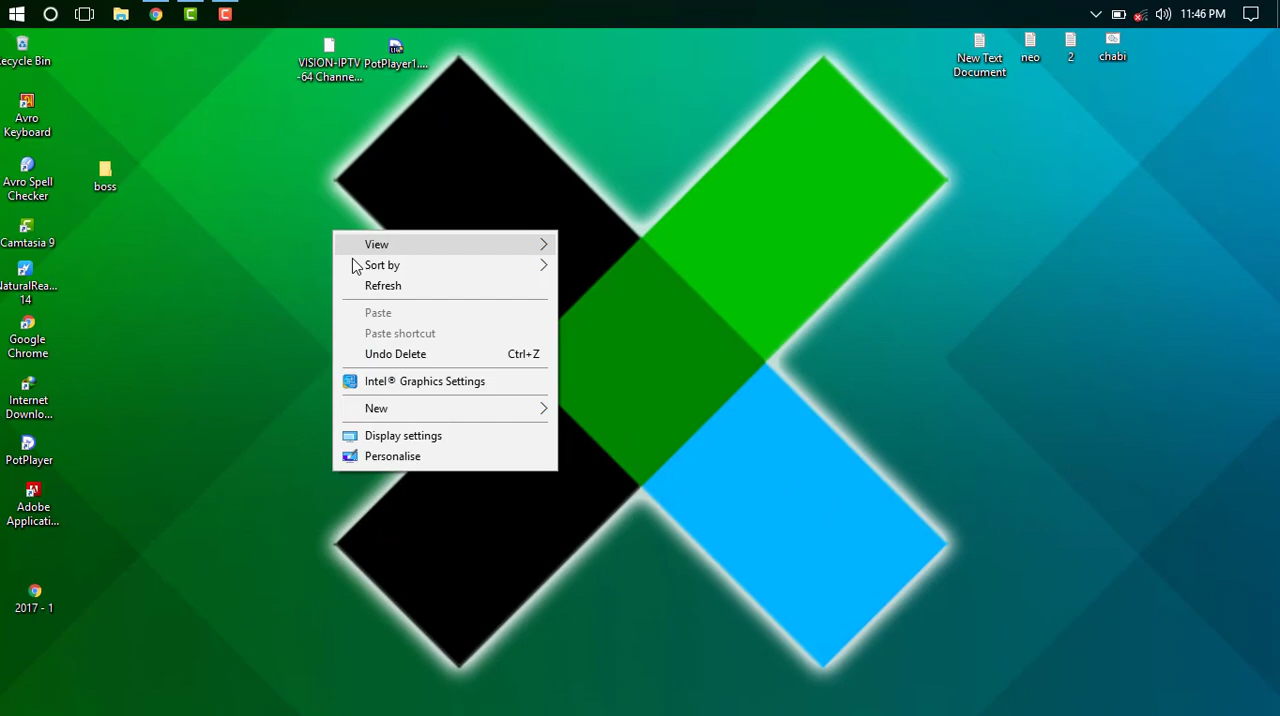 11:46 PM
ecycle Bin
VISION-IPTV
-64 Channe...
PotPlayer1....
New Text
Document
neo
2
chabi
Avro
Keyboard
Avro Spell
Checker
boss
Camtasia 9
NaturalRea...
14
Google
Chrome
Internet
Downlo...
PotPlayer
Adobe
Applicati...
2017 - 1
View
Sort by
Refresh
Paste
Paste shortcut
Undo Delete Ctrl+Z
Intel® Graphics Settings
New
Display settings
Personalise